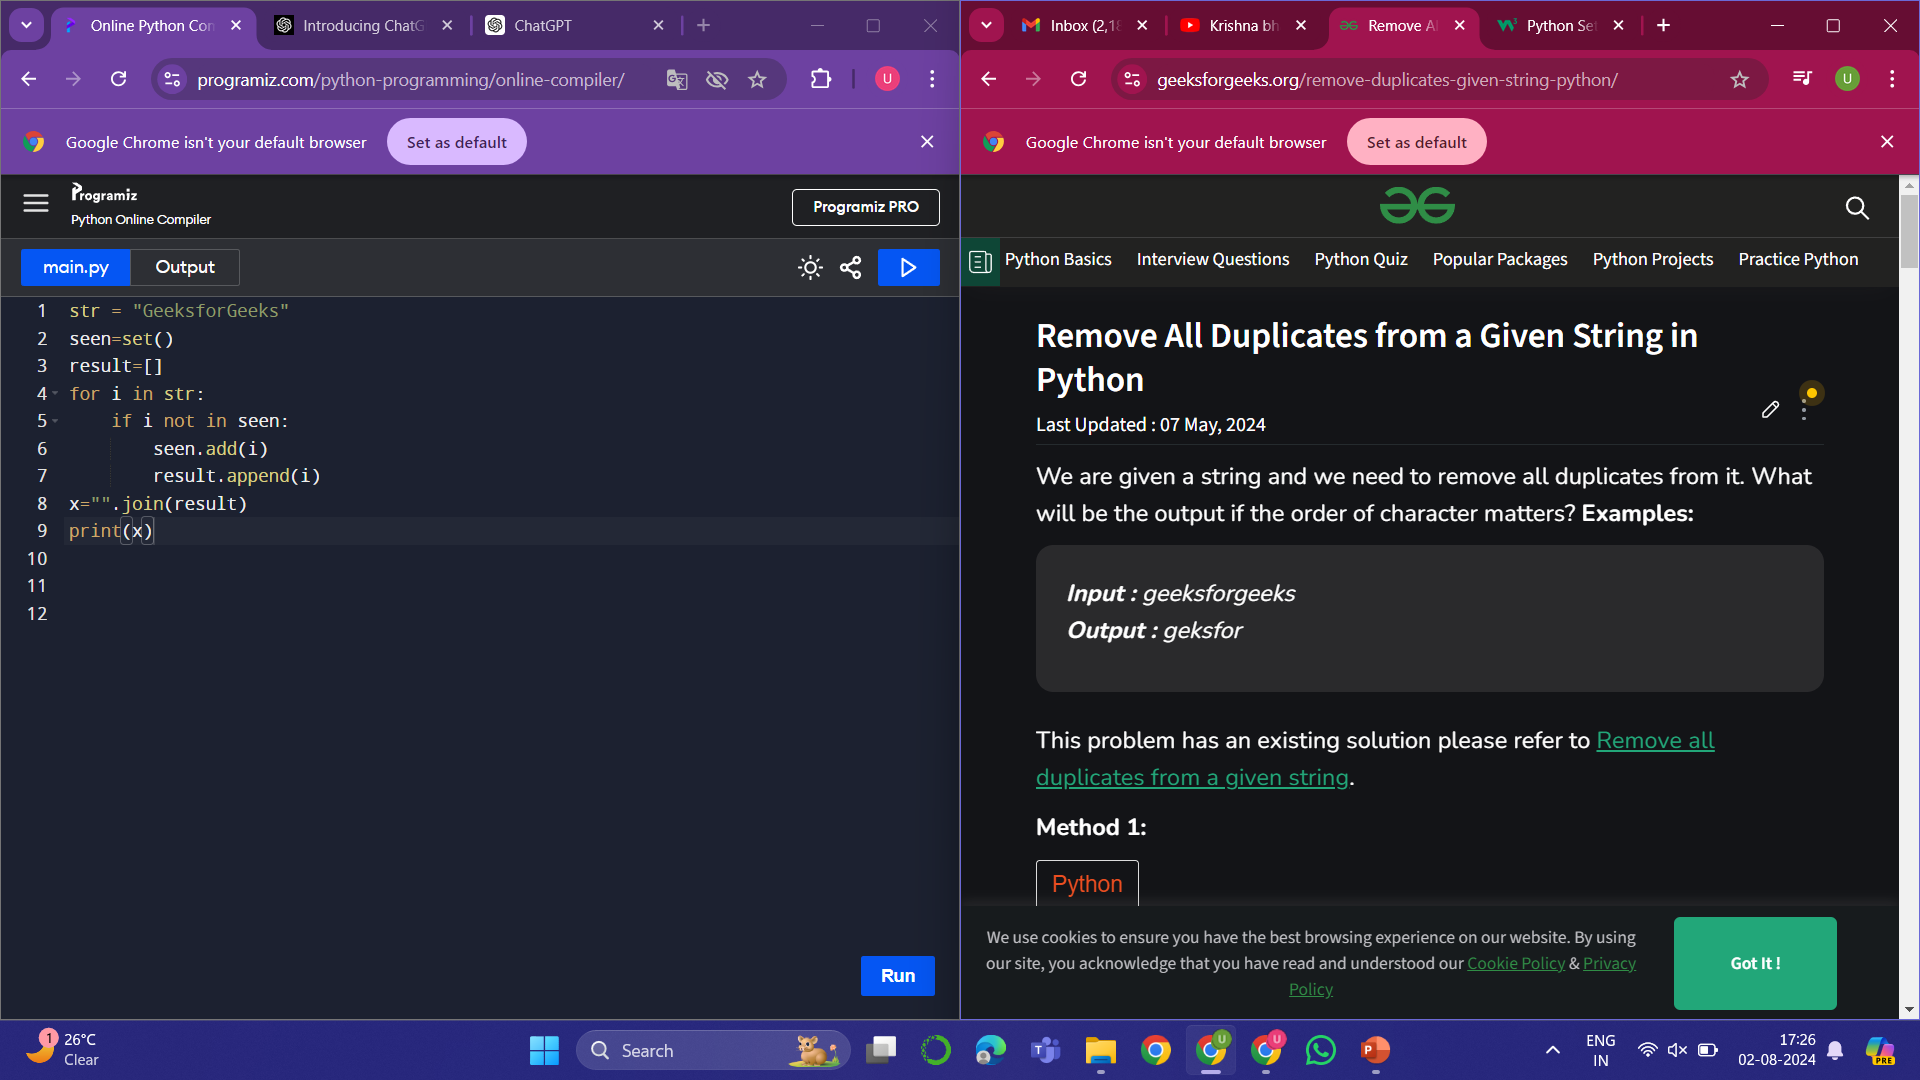 Online Python Con
Introducing ChatG
ChatGPT
programiz.com/python-programming/online-compiler/
U
Google Chrome isn't your default browser
Set as default
Programiz
Python Online Compiler
Programiz PRO
main.py
Output
1 str = "GeeksforGeeks"
2 seen=set()
3 result=[]
4 for i in str:
5     if i not in seen:
6         seen.add(i)
7         result.append(i)
8 x="".join(result)
9 print(x)
10
11
12
Run
Inbox (2,18
Krishna bh
Remove Al
Python Set
geeksforgeeks.org/remove-duplicates-given-string-python/
U
Google Chrome isn't your default browser
Set as default
Python Basics
Interview Questions
Python Quiz
Popular Packages
Python Projects
Practice Python
Remove All Duplicates from a Given String in
Python
Last Updated : 07 May, 2024
We are given a string and we need to remove all duplicates from it. What
will be the output if the order of character matters? Examples:
Input : geeksforgeeks
Output : geksfor
This problem has an existing solution please refer to Remove all
duplicates from a given string.
Method 1:
Python
We use cookies to ensure you have the best browsing experience on our website. By using
our site, you acknowledge that you have read and understood our Cookie Policy & Privacy
Policy
Got It !
1
26°C
Clear
Search
U
U
ENG
IN
17:26
02-08-2024
PRE